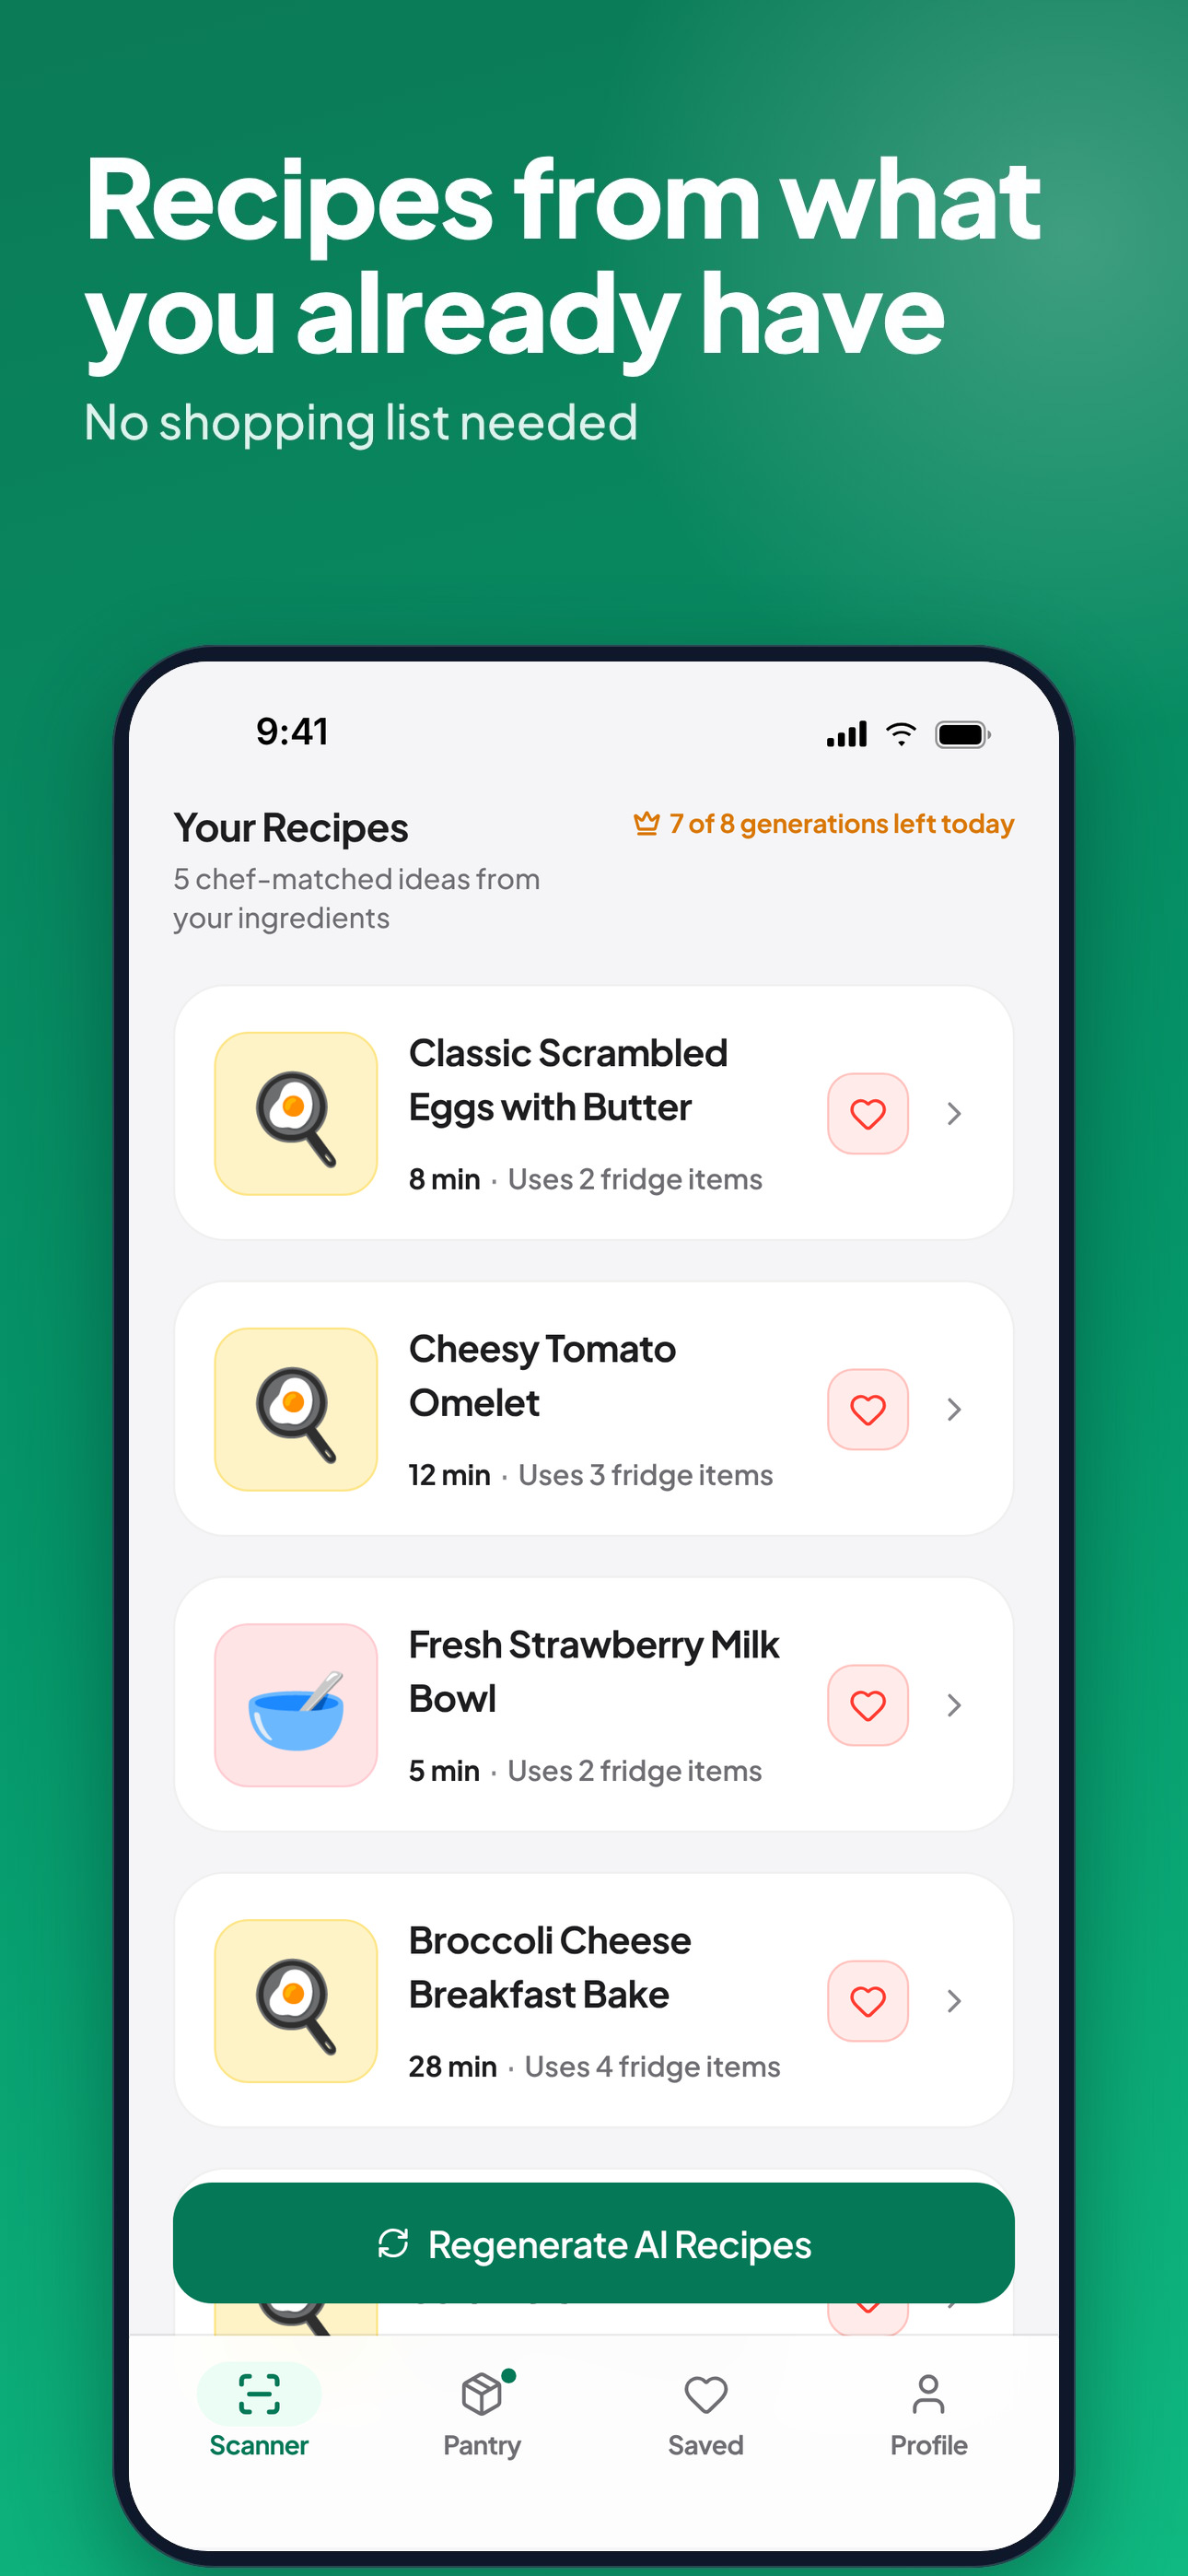 Recipes from what
you already have
No shopping list needed
9:41
Your Recipes
7 of 8 generations left today
5 chef-matched ideas from
your ingredients
Classic Scrambled
Eggs with Butter
8 min · Uses 2 fridge items
Cheesy Tomato
Omelet
12 min · Uses 3 fridge items
Fresh Strawberry Milk
Bowl
5 min · Uses 2 fridge items
Broccoli Cheese
Breakfast Bake
28 min · Uses 4 fridge items
Regenerate AI Recipes
Scanner
Pantry
Saved
Profile